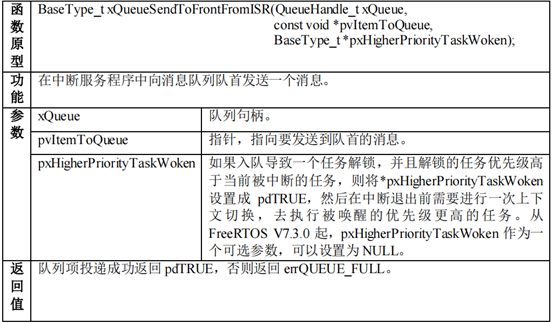 函数原型
BaseType_t xQueueSendToFrontFromISR(QueueHandle_t xQueue,
const void *pvItemToQueue,
BaseType_t *pxHigherPriorityTaskWoken);
功能
在中断服务程序中向消息队列队首发送一个消息。
参数
xQueue
队列句柄。
pvItemToQueue
指针，指向要发送到队首的消息。
pxHigherPriorityTaskWoken
如果入队导致一个任务解锁，并且解锁的任务优先级高
于当前被中断的任务，则将*pxHigherPriorityTaskWoken
设置成 pdTRUE，然后在中断退出前需要进行一次上下
文切换，去执行被唤醒的优先级更高的任务。从
FreeRTOS V7.3.0 起，pxHigherPriorityTaskWoken 作为一
个可选参数，可以设置为 NULL。
返回值
队列项投递成功返回 pdTRUE，否则返回 errQUEUE_FULL。